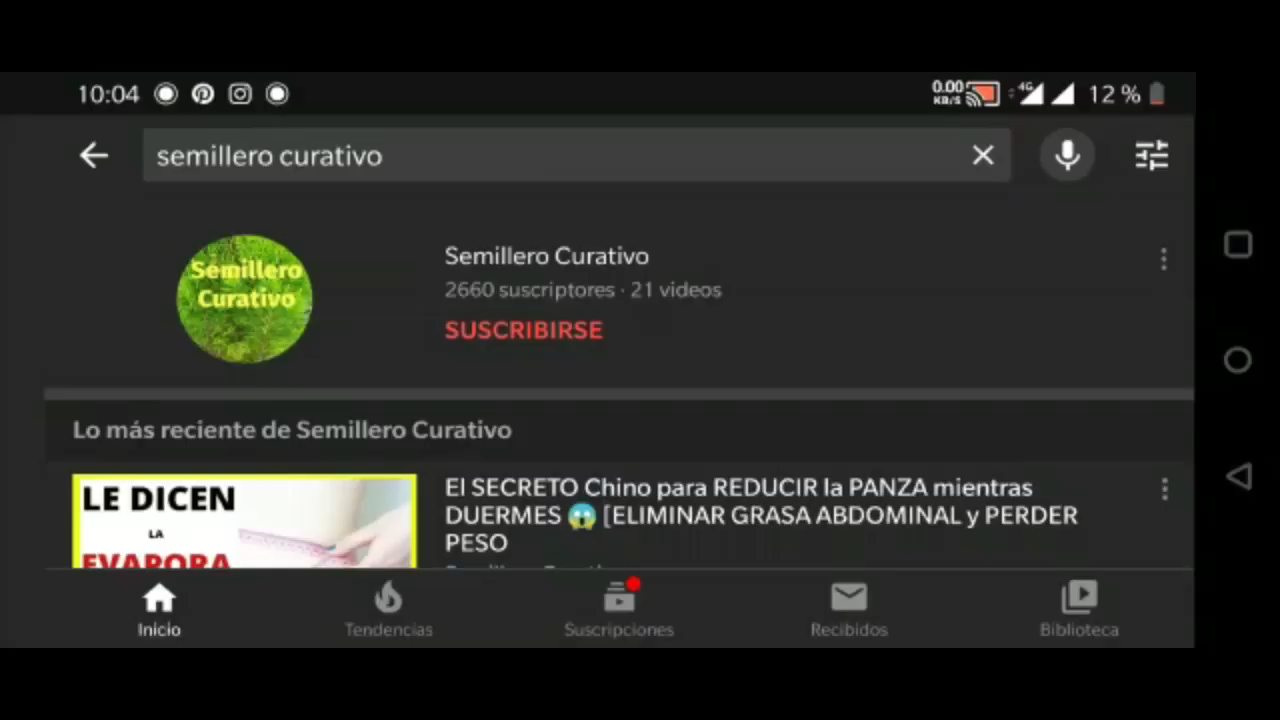 10:04
0.00
KB/S
4G
12 %
semillero curativo
Semillero
Curativo
Semillero Curativo
2660 suscriptores · 21 videos
SUSCRIBIRSE
Lo más reciente de Semillero Curativo
LE DICEN
LA
EVAPORA
El SECRETO Chino para REDUCIR la PANZA mientras
DUERMES 😱 [ELIMINAR GRASA ABDOMINAL y PERDER
PESO
Inicio
Tendencias
Suscripciones
Recibidos
Biblioteca